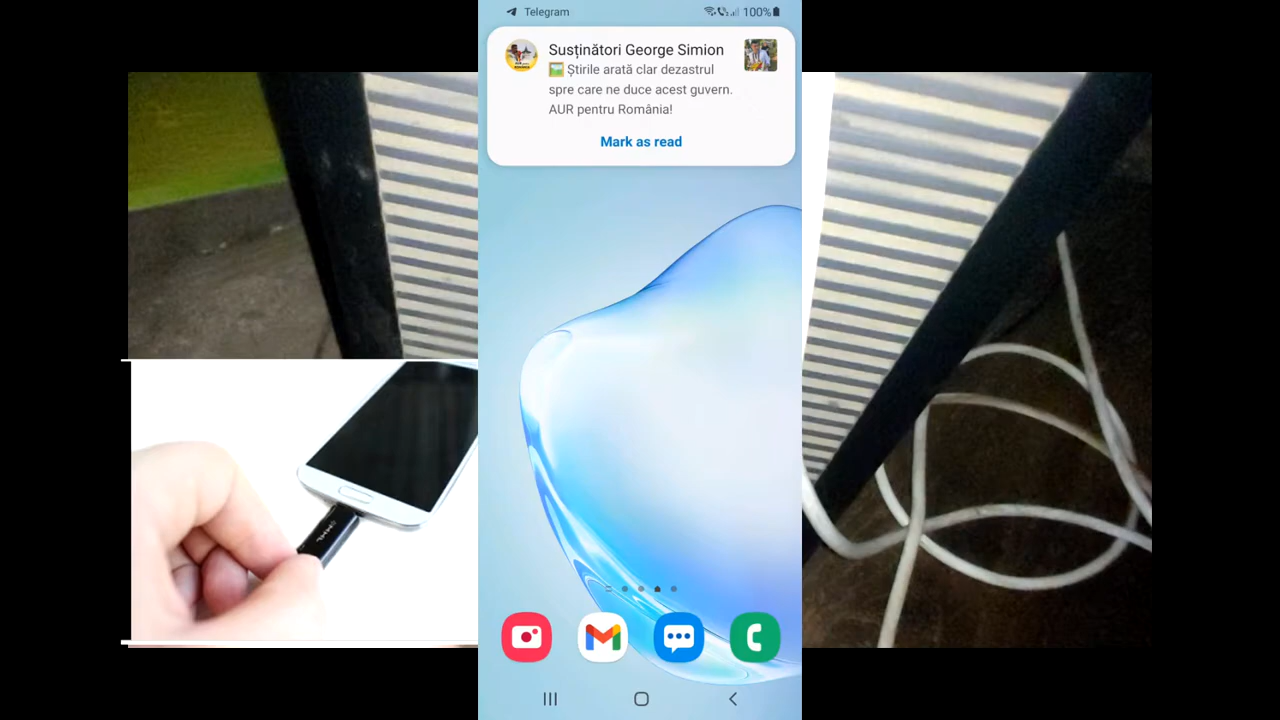 Telegram
100%
Susținători George Simion
Știrile arată clar dezastrul
spre care ne duce acest guvern.
AUR pentru România!
Mark as read